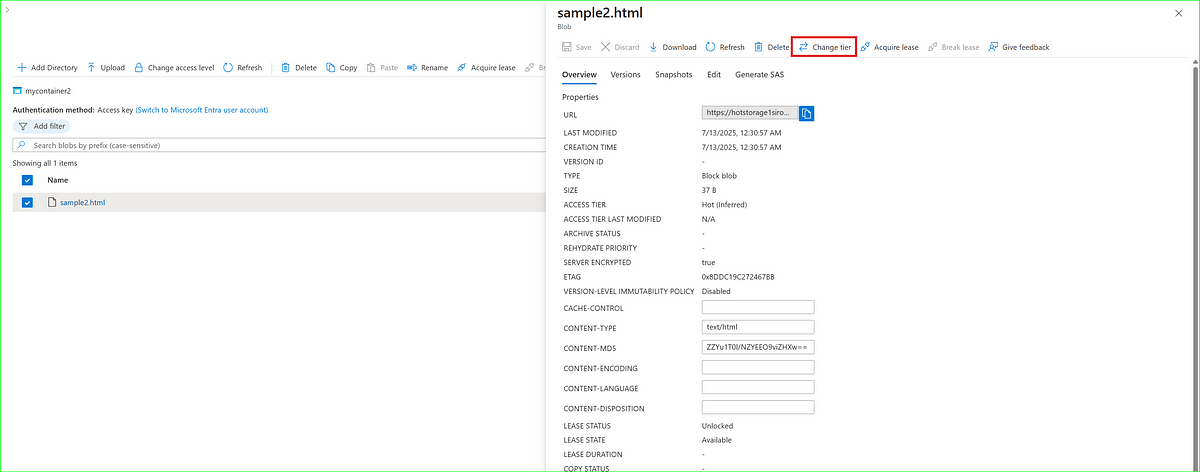 sample2.html
Blob
Save Discard Download Refresh Delete Change tier Acquire lease Break lease Give feedback
Add Directory Upload Change access level Refresh Delete Copy Paste Rename Acquire lease Br
mycontainer2
Authentication method: Access key (Switch to Microsoft Entra user account)
Add filter
Search blobs by prefix (case-sensitive)
Showing all 1 items
Name
sample2.html
Overview Versions Snapshots Edit Generate SAS
Properties
URL https://hotstorage1siro...
LAST MODIFIED 7/13/2025, 12:30:57 AM
CREATION TIME 7/13/2025, 12:30:57 AM
VERSION ID -
TYPE Block blob
SIZE 37 B
ACCESS TIER Hot (Inferred)
ACCESS TIER LAST MODIFIED N/A
ARCHIVE STATUS -
REHYDRATE PRIORITY -
SERVER ENCRYPTED true
ETAG 0x8DDC19C272467BB
VERSION-LEVEL IMMUTABILITY POLICY Disabled
CACHE-CONTROL
CONTENT-TYPE text/html
CONTENT-MD5 ZZYu1T0l/NZYEEO9viZHXw==
CONTENT-ENCODING
CONTENT-LANGUAGE
CONTENT-DISPOSITION
LEASE STATUS Unlocked
LEASE STATE Available
LEASE DURATION -
COPY STATUS -